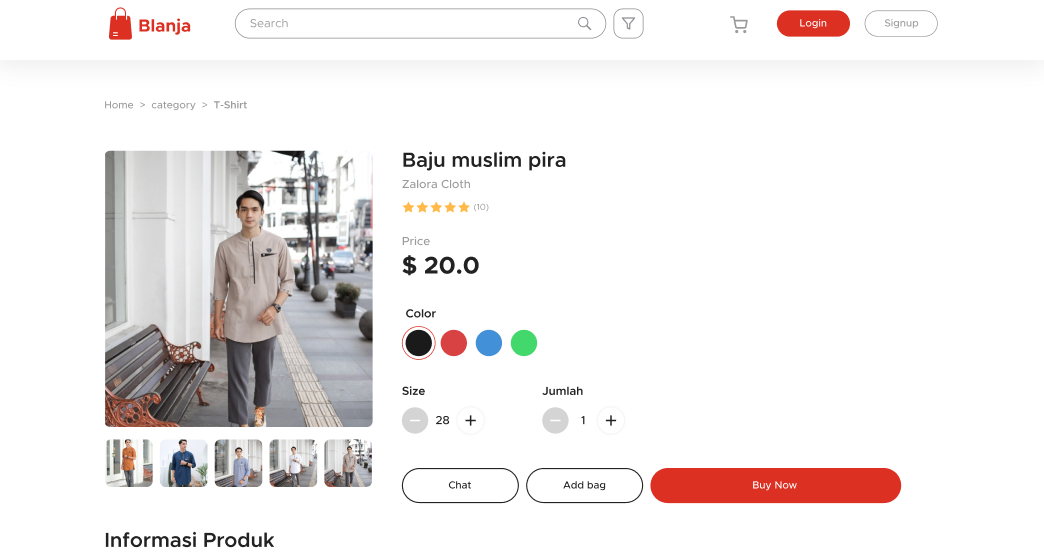 Blanja
Search
Login
Signup
Home > category > T-Shirt
Baju muslim pira
Zalora Cloth
(10)
Price
$ 20.0
Color
Size
Jumlah
28
1
Chat
Add bag
Buy Now
Informasi Produk